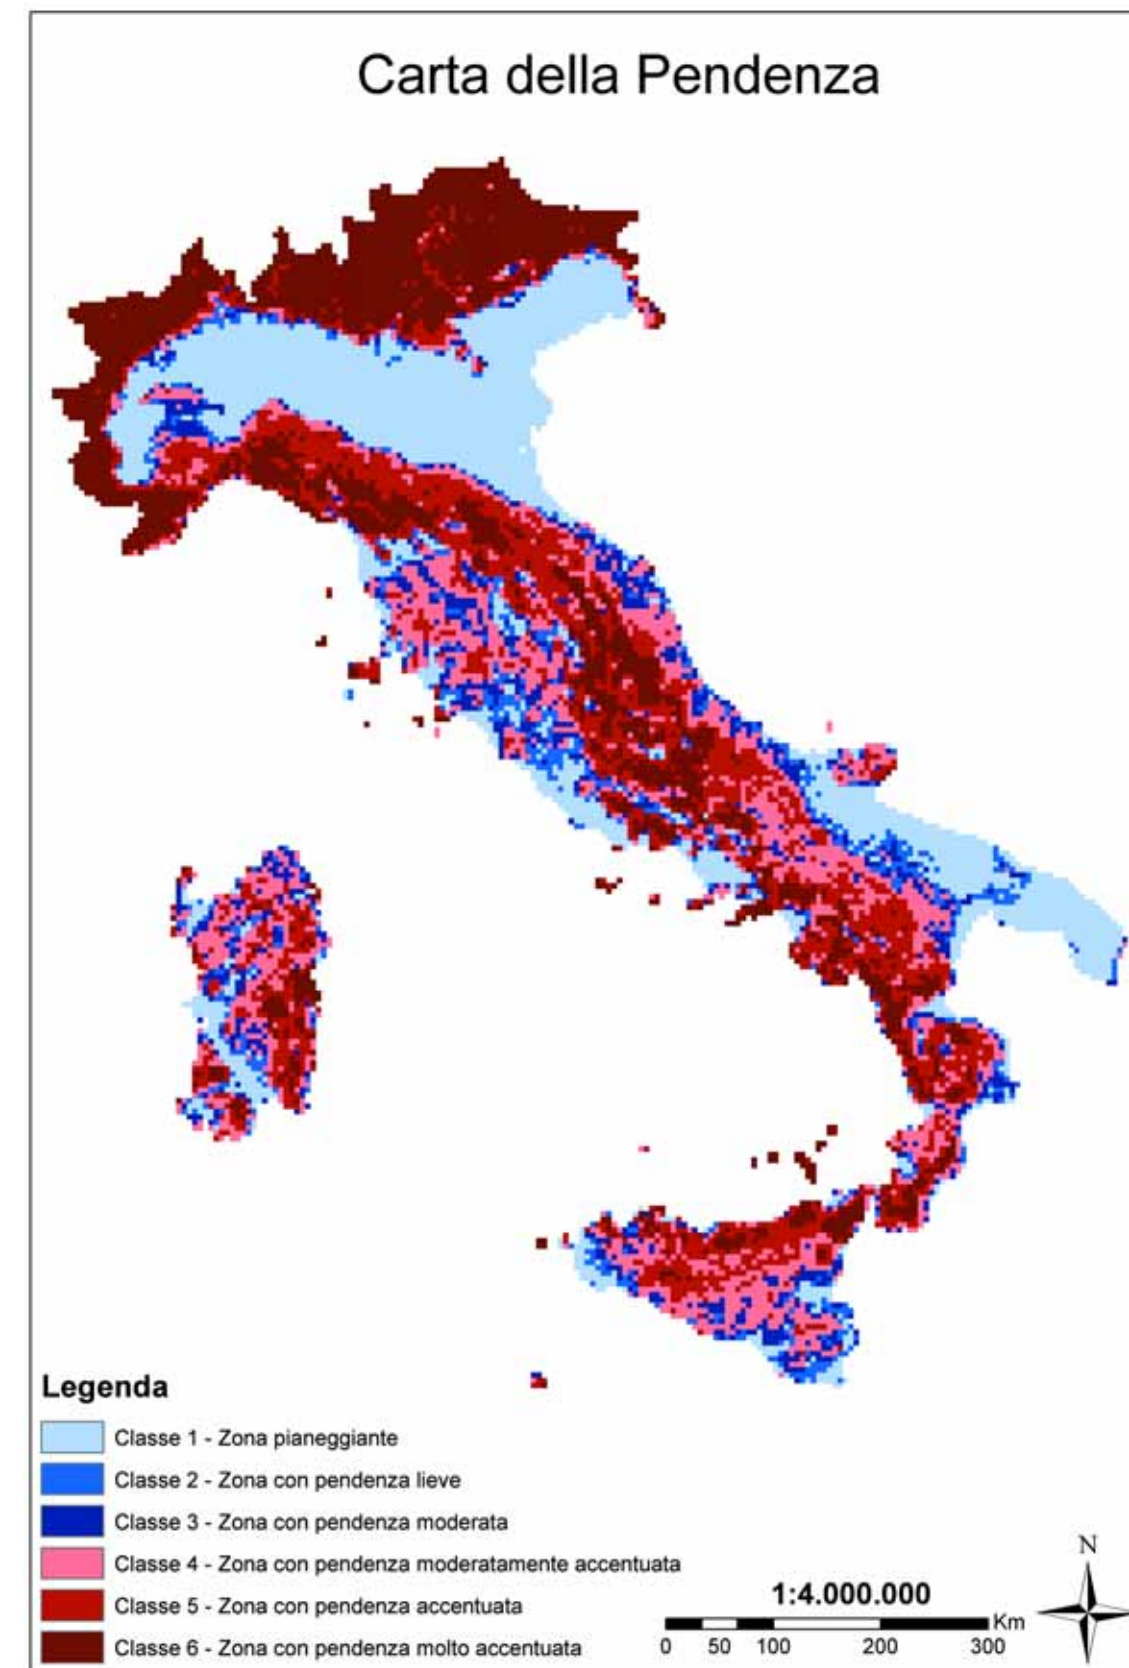 Carta della Pendenza
Legenda
Classe 1 - Zona pianeggiante
Classe 2 - Zona con pendenza lieve
Classe 3 - Zona con pendenza moderata
Classe 4 - Zona con pendenza moderatamente accentuata
Classe 5 - Zona con pendenza accentuata
Classe 6 - Zona con pendenza molto accentuata
N
1:4.000.000
Km
0 50 100 200 300